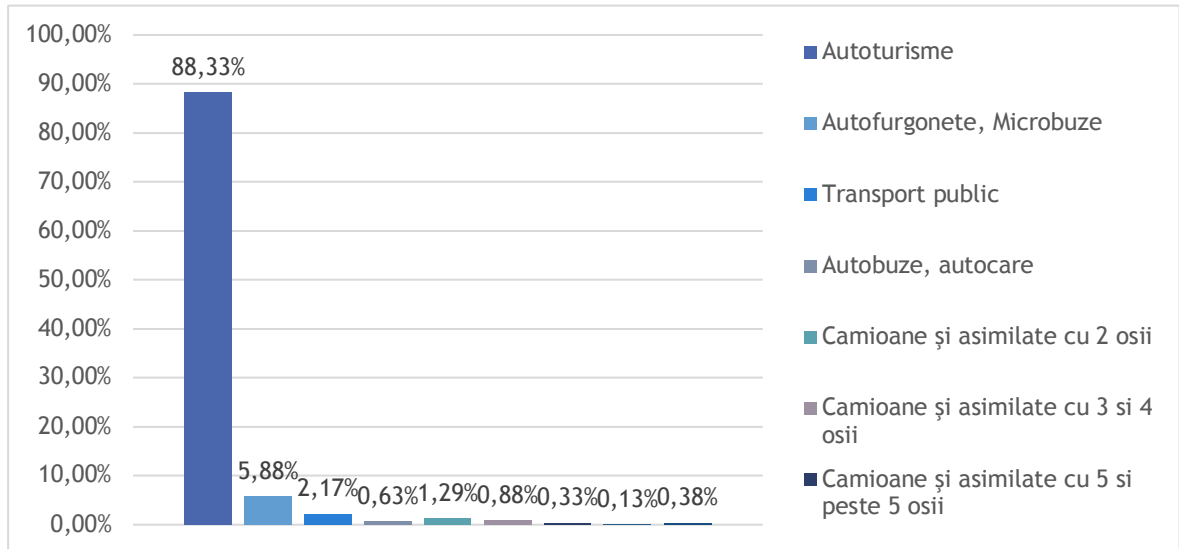 100,00%
90,00%
80,00%
70,00%
60,00%
50,00%
40,00%
30,00%
20,00%
10,00%
0,00%
88,33%
5,88%
2,17%
0,63%
1,29%
0,88%
0,33%
0,13%
0,38%
Autoturisme
Autofurgonete, Microbuze
Transport public
Autobuze, autocare
Camioane şi asimilate cu 2 osii
Camioane şi asimilate cu 3 si 4
osii
Camioane şi asimilate cu 5 si
peste 5 osii